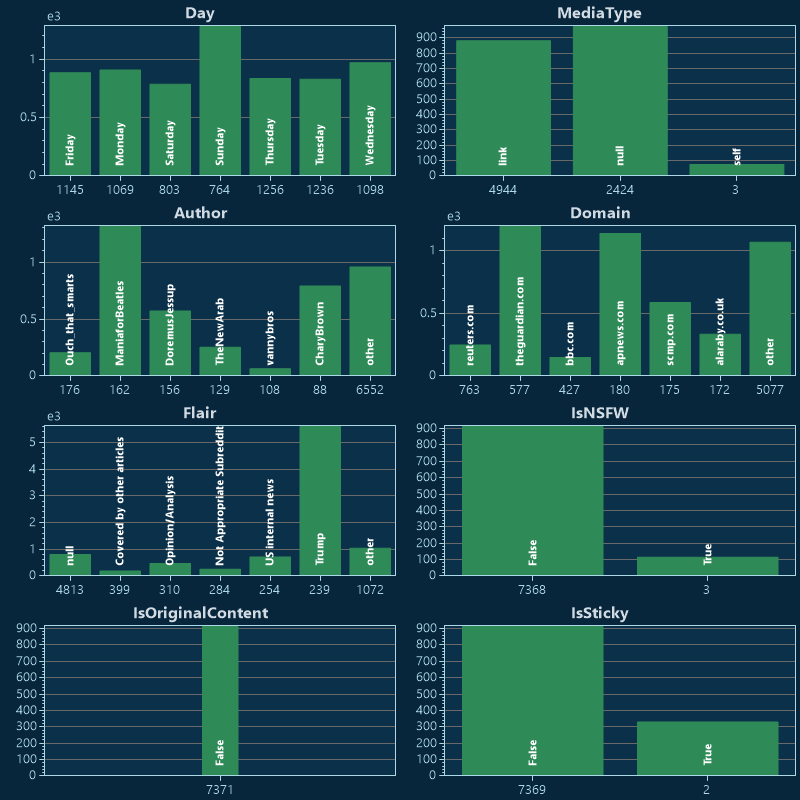 Day
1e3
1
0.5
0
Friday
Monday
Saturday
Sunday
Thursday
Tuesday
Wednesday
1145 1069 803 764 1256 1236 1098
MediaType
900
800
700
600
500
400
300
200
100
0
link
null
self
4944 2424 3
Author
1e3
1
0.5
0
Ouch_that_smarts
ManiaforBeatles
DoremusJessup
TheNewArab
vannybros
CharyBrown
other
176 162 156 129 108 88 6552
Domain
1e3
1
0.5
0
reuters.com
theguardian.com
bbc.com
apnews.com
scmp.com
alaraby.co.uk
other
763 577 427 180 175 172 5077
Flair
1e3
5
4
3
2
1
0
null
Covered by other articles
Opinion/Analysis
Not Appropriate Subreddit
US internal news
Trump
other
4813 399 310 284 254 239 1072
IsNSFW
900
800
700
600
500
400
300
200
100
0
False
True
7368 3
IsOriginalContent
900
800
700
600
500
400
300
200
100
0
False
7371
IsSticky
900
800
700
600
500
400
300
200
100
0
False
True
7369 2